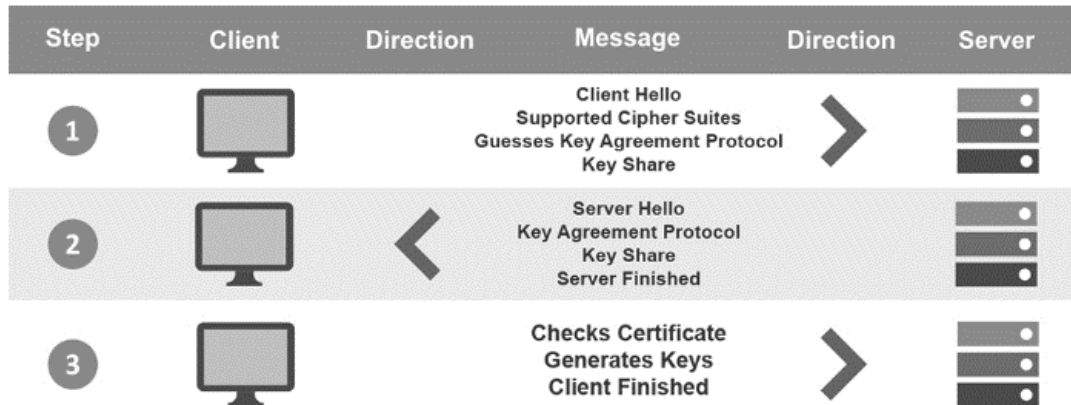 Step Client Direction Message Direction Server
1
Client Hello
Supported Cipher Suites
Guesses Key Agreement Protocol
Key Share
2
Server Hello
Key Agreement Protocol
Key Share
Server Finished
3
Checks Certificate
Generates Keys
Client Finished